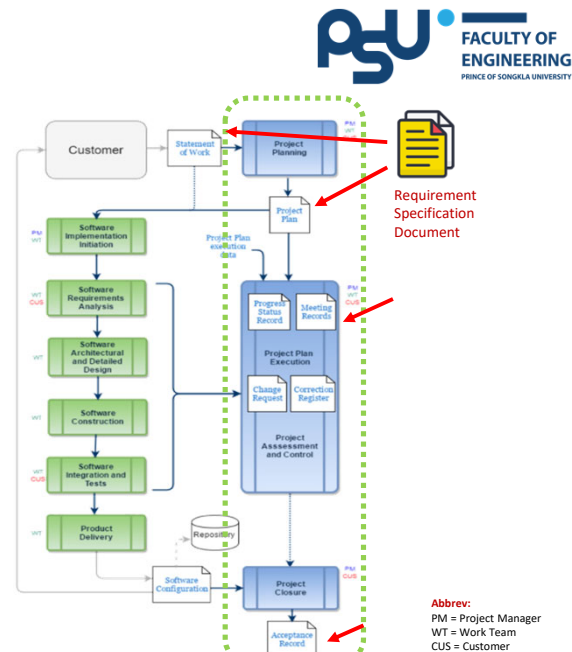 PSU
FACULTY OF
ENGINEERING
PRINCE OF SONGKLA UNIVERSITY
Customer
Statement
of Work
Project
Planning
PM
WT
Requirement
Specification
Document
Project
Plan
PM
WT
Software
Implementation
Initiation
Project Plan
execution
data
WT
CUS
Software
Requirements
Analysis
PM
WT
CUS
Progress
Status
Record
Meeting
Records
WT
Software
Architectural
and Detailed
Design
Project Plan
Execution
Change
Request
Correction
Register
WT
Software
Construction
Project
Asssessment
and Control
WT
CUS
Software
Integration and
Tests
WT
Product
Delivery
Repository
Software
Configuration
Project
Closure
PM
CUS
Acceptance
Record
Abbrev:
PM = Project Manager
WT = Work Team
CUS = Customer